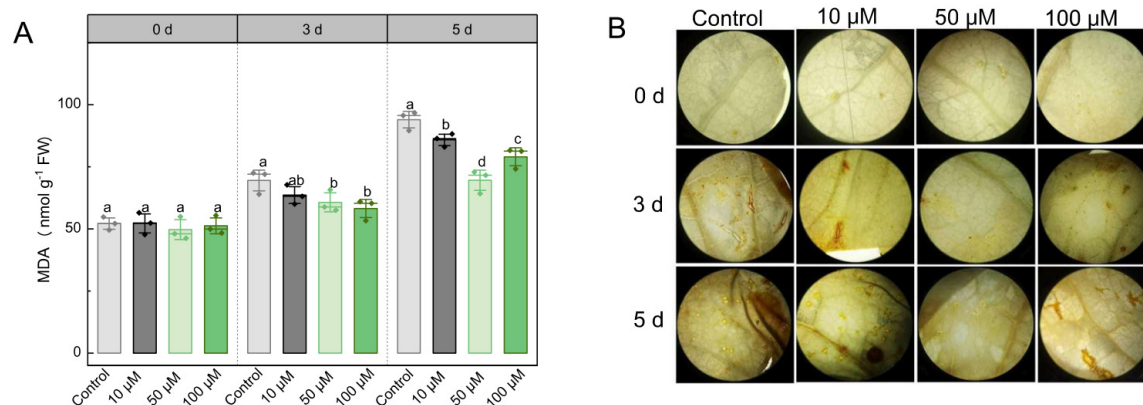 A
0 d 3 d 5 d
MDA ( nmol g⁻¹ FW)
100
50
0
a a a a
a ab b b
a b d c
Control 10 µM 50 µM 100 µM Control 10 µM 50 µM 100 µM Control 10 µM 50 µM 100 µM
B
Control 10 µM 50 µM 100 µM
0 d
3 d
5 d